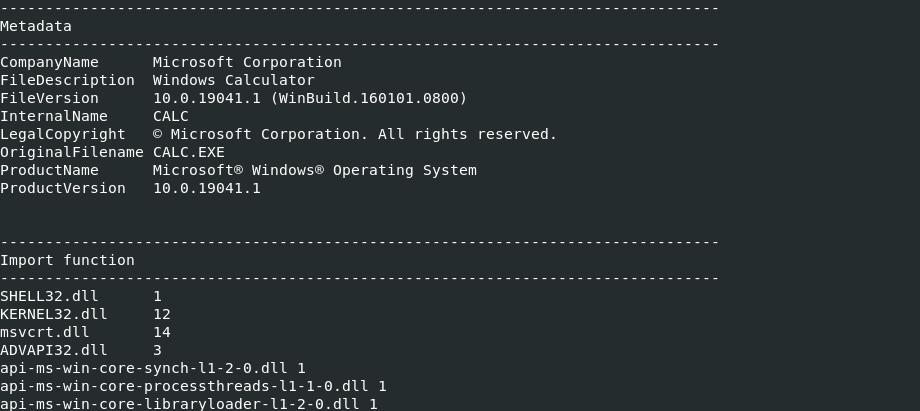 --------------------------------------------------------------------------------
Metadata
--------------------------------------------------------------------------------
CompanyName      Microsoft Corporation
FileDescription  Windows Calculator
FileVersion      10.0.19041.1 (WinBuild.160101.0800)
InternalName     CALC
LegalCopyright   © Microsoft Corporation. All rights reserved.
OriginalFilename CALC.EXE
ProductName      Microsoft® Windows® Operating System
ProductVersion   10.0.19041.1
--------------------------------------------------------------------------------
Import function
--------------------------------------------------------------------------------
SHELL32.dll      1
KERNEL32.dll     12
msvcrt.dll       14
ADVAPI32.dll     3
api-ms-win-core-synch-l1-2-0.dll 1
api-ms-win-core-processthreads-l1-1-0.dll 1
api-ms-win-core-libraryloader-l1-2-0.dll 1